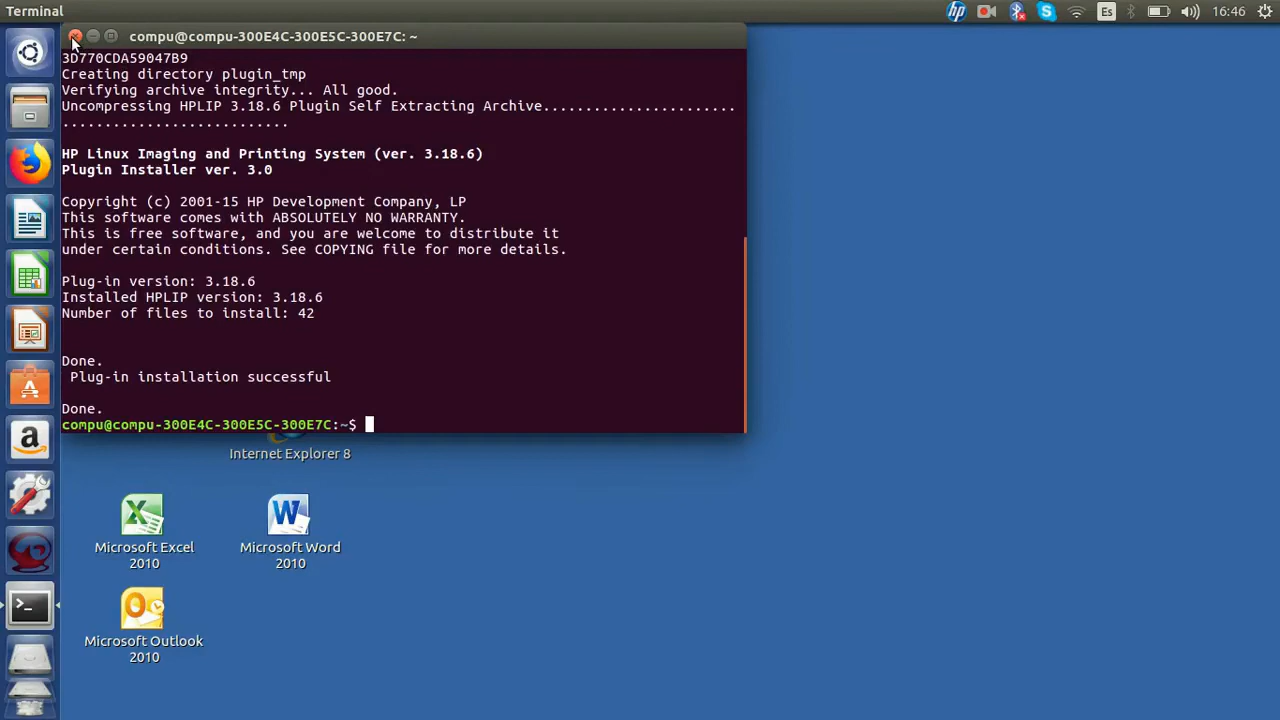 Terminal
Es
16:46
compu@compu-300E4C-300E5C-300E7C: ~
3D770CDA59047B9
Creating directory plugin_tmp
Verifying archive integrity... All good.
Uncompressing HPLIP 3.18.6 Plugin Self Extracting Archive.......................
...........................
HP Linux Imaging and Printing System (ver. 3.18.6)
Plugin Installer ver. 3.0
Copyright (c) 2001-15 HP Development Company, LP
This software comes with ABSOLUTELY NO WARRANTY.
This is free software, and you are welcome to distribute it
under certain conditions. See COPYING file for more details.
Plug-in version: 3.18.6
Installed HPLIP version: 3.18.6
Number of files to install: 42
Done.
Plug-in installation successful
Done.
compu@compu-300E4C-300E5C-300E7C:~$
Internet Explorer 8
Microsoft Excel
2010
Microsoft Word
2010
Microsoft Outlook
2010